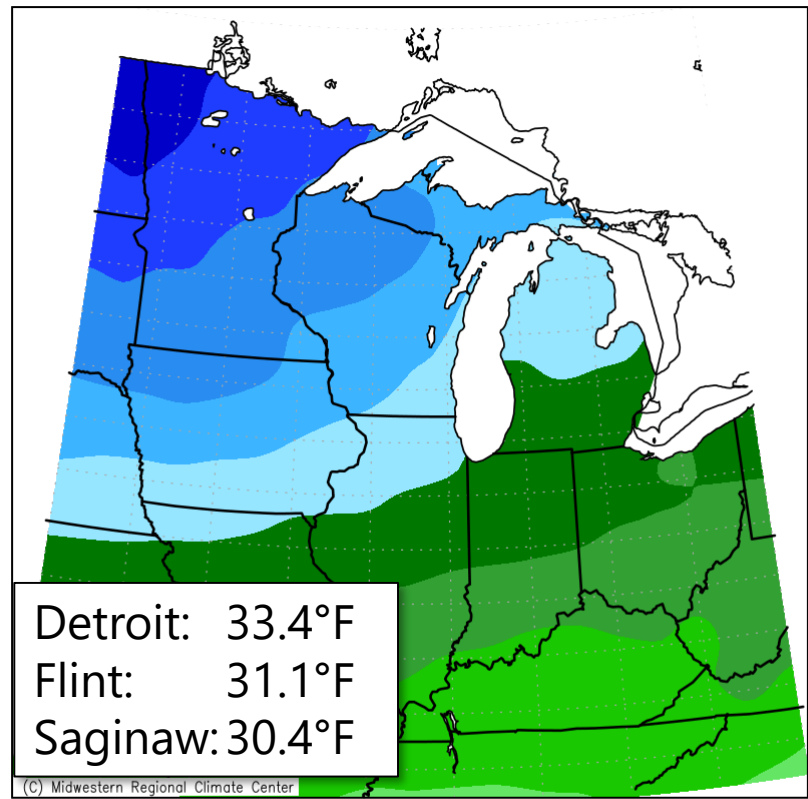 Detroit: 33.4°F
Flint: 31.1°F
Saginaw: 30.4°F
(C) Midwestern Regional Climate Center